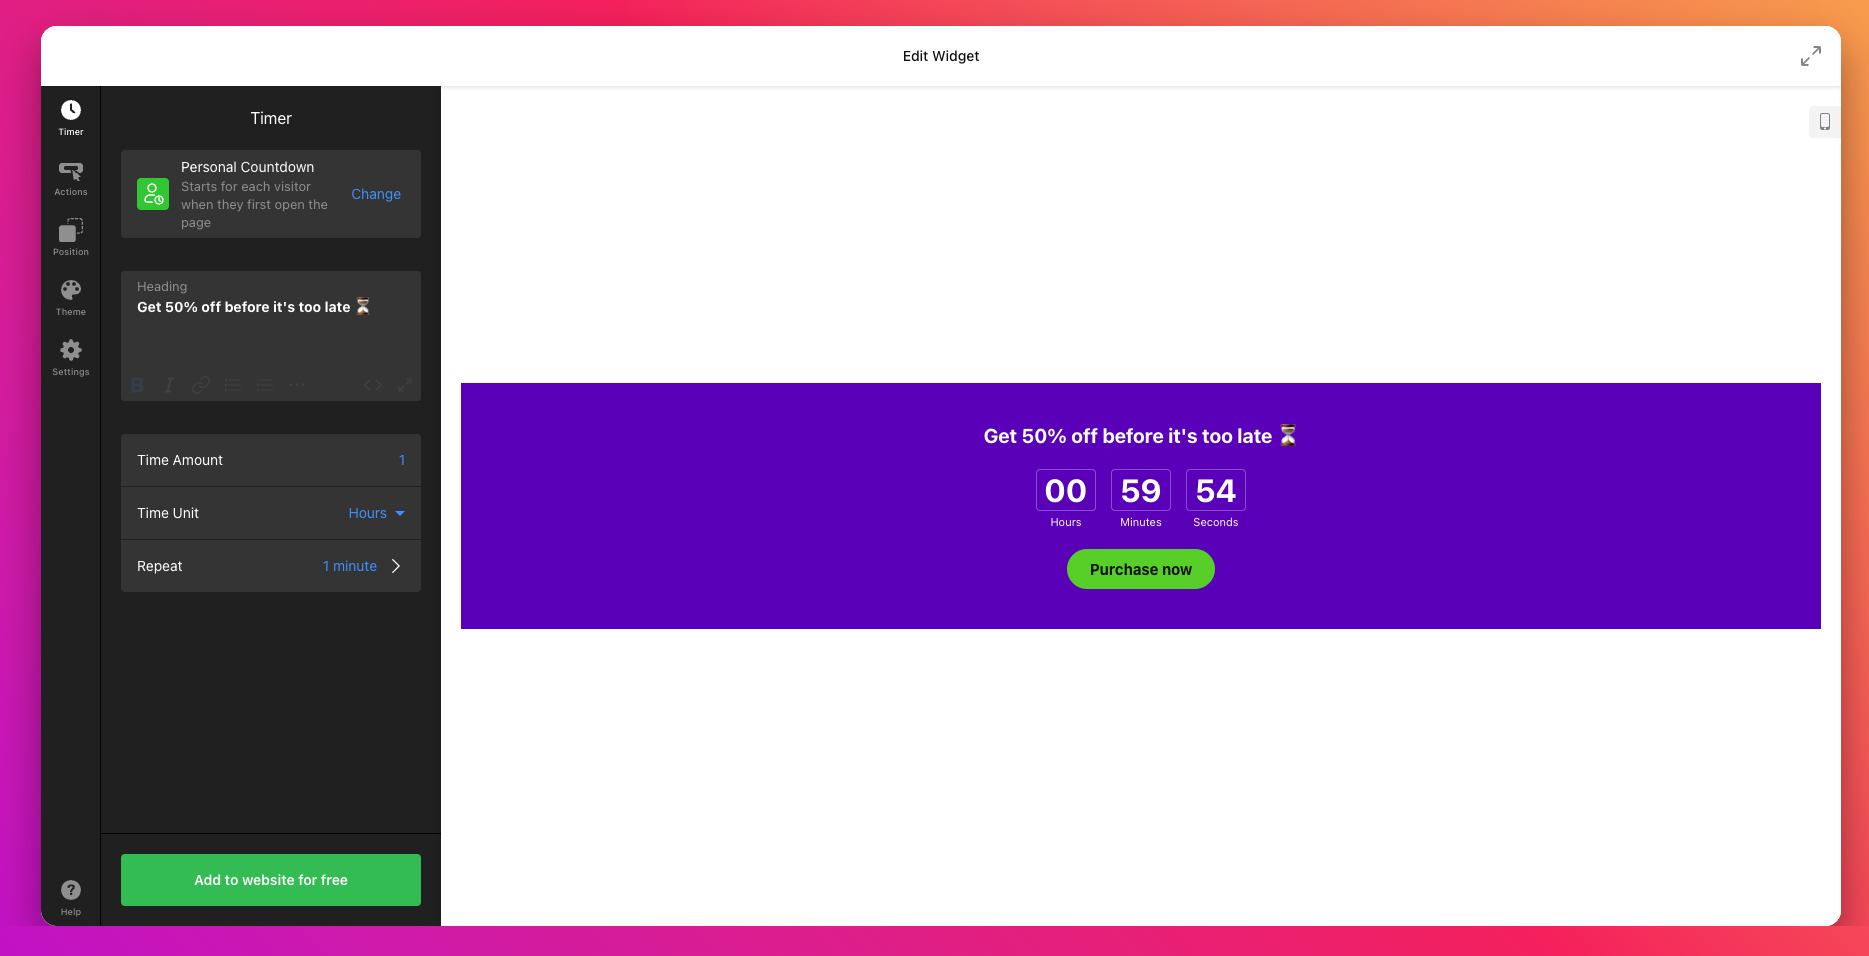 Edit Widget
Timer
Actions
Position
Theme
Settings
Help
Timer
Personal Countdown
Starts for each visitor
when they first open the
page
Change
Heading
Get 50% off before it's too late ⏳
Time Amount 1
Time Unit Hours
Repeat 1 minute
Add to website for free
Get 50% off before it's too late ⏳
00 59 54
Hours Minutes Seconds
Purchase now